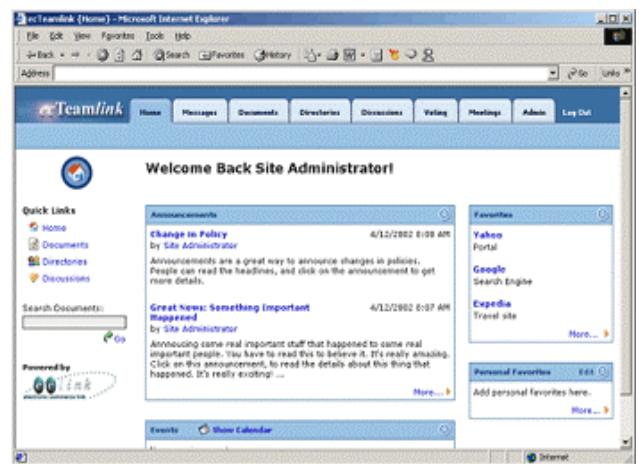 ecTeamlink {Home} - Microsoft Internet Explorer
File Edit View Favorites Tools Help
Back Search Favorites History
Address Go Links
ecTeamlink Home Messages Documents Directories Discussions Voting Meetings Admin Log Out
Welcome Back Site Administrator!
Quick Links
Home
Documents
Directories
Discussions
Search Documents:
Go
Powered by
link
Announcements
Change in Policy 4/12/2002 8:08 AM
by Site Administrator
Announcements are a great way to announce changes in policies.
People can read the headlines, and click on the announcement to get
more details.
Great News: Something Important 4/12/2002 8:07 AM
Happened
by Site Administrator
Annnoucing some real important stuff that happened to some real
important people. You have to read this to believe it. It's really amazing.
Click on this announcement, to read the details about this thing that
happened. It's really exciting! ...
More...
Events Show Calendar
Favorites
Yahoo
Portal
Google
Search Engine
Expedia
Travel site
More...
Personal Favorites Edit
Add personal favorites here.
More...
Internet